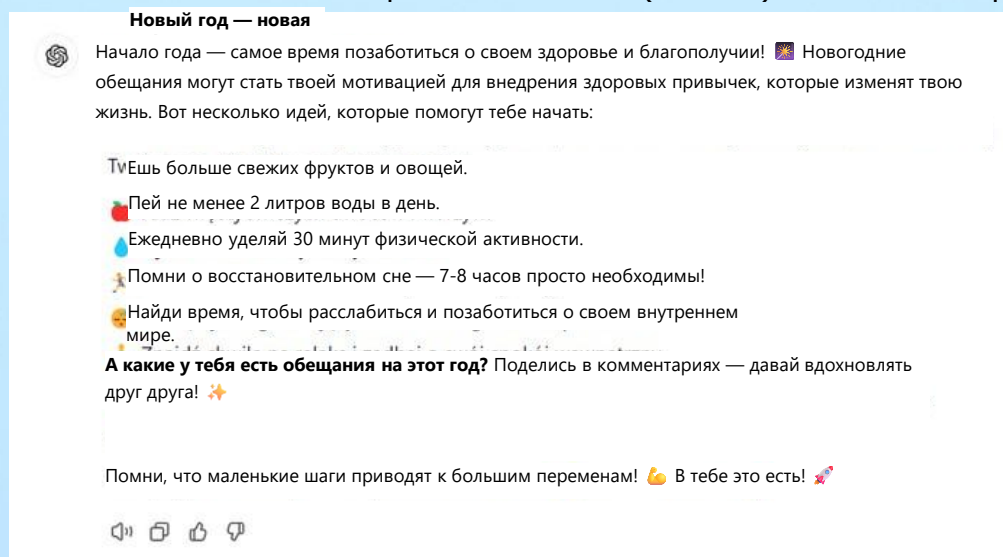 Новый год — новая
Начало года — самое время позаботиться о своем здоровье и благополучии! 🎆 Новогодние
обещания могут стать твоей мотивацией для внедрения здоровых привычек, которые изменят твою
жизнь. Вот несколько идей, которые помогут тебе начать:
Ешь больше свежих фруктов и овощей.
Пей не менее 2 литров воды в день.
Ежедневно уделяй 30 минут физической активности.
Помни о восстановительном сне — 7-8 часов просто необходимы!
Найди время, чтобы расслабиться и позаботиться о своем внутреннем
мире.
А какие у тебя есть обещания на этот год? Поделись в комментариях — давай вдохновлять
друг друга! ✨
Помни, что маленькие шаги приводят к большим переменам! 💪 В тебе это есть! 🚀